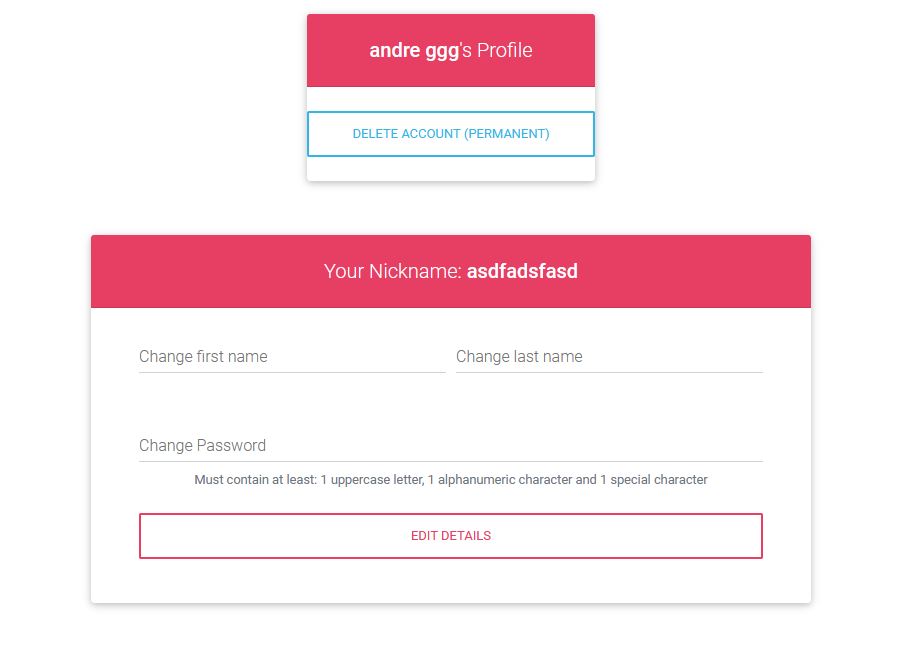 andre ggg's Profile
DELETE ACCOUNT (PERMANENT)
Your Nickname: asdfadsfasd
Change first name
Change last name
Change Password
Must contain at least: 1 uppercase letter, 1 alphanumeric character and 1 special character
EDIT DETAILS